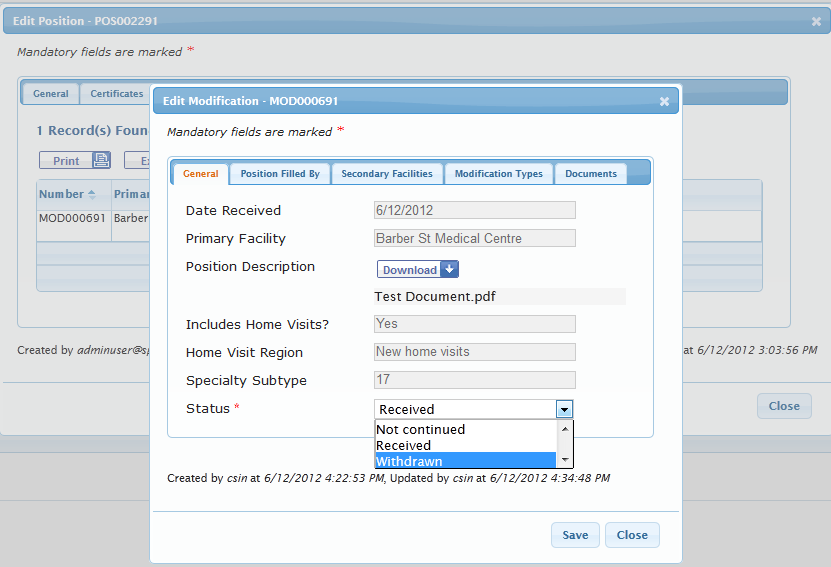 Edit Position - POS002291
Mandatory fields are marked *
General Certificates
1 Record(s) Foun
Print Ex
Number Primar
MOD000691 Barber
Created by adminuser@sp at 6/12/2012 3:03:56 PM
Close
Edit Modification - MOD000691
Mandatory fields are marked *
General Position Filled By Secondary Facilities Modification Types Documents
Date Received 6/12/2012
Primary Facility Barber St Medical Centre
Position Description Download
Test Document.pdf
Includes Home Visits? Yes
Home Visit Region New home visits
Specialty Subtype 17
Status * Received
Not continued
Received
Withdrawn
Created by csin at 6/12/2012 4:22:53 PM, Updated by csin at 6/12/2012 4:34:48 PM
Save Close